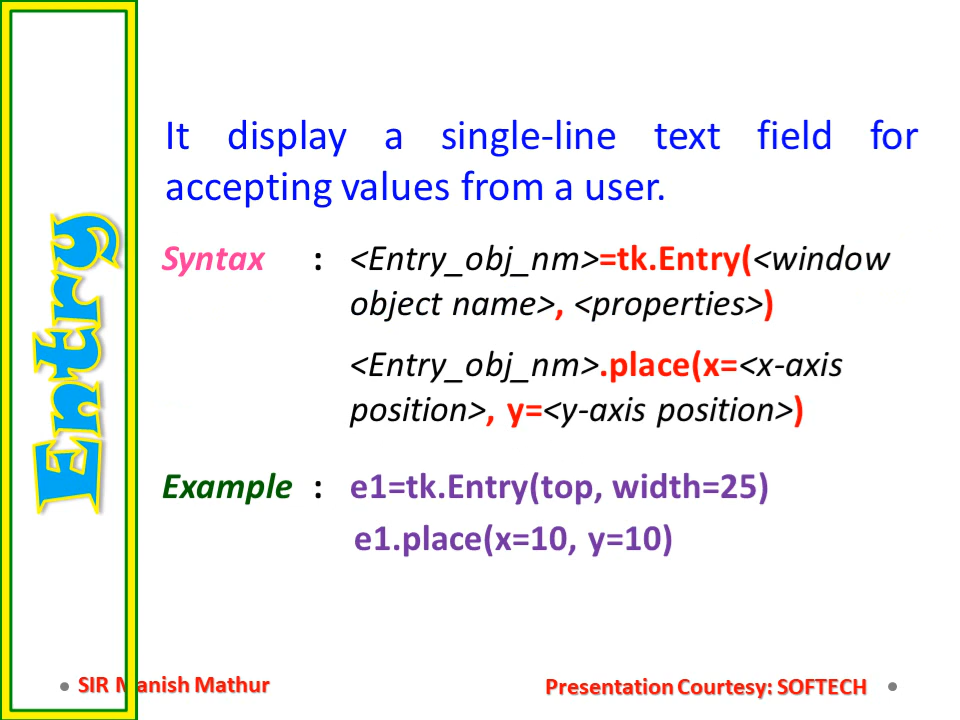 Entry
It display a single-line text field for
accepting values from a user.
Syntax : <Entry_obj_nm>=tk.Entry(<window
object name>, <properties>)
<Entry_obj_nm>.place(x=<x-axis
position>, y=<y-axis position>)
Example : e1=tk.Entry(top, width=25)
e1.place(x=10, y=10)
SIR Manish Mathur
Presentation Courtesy: SOFTECH